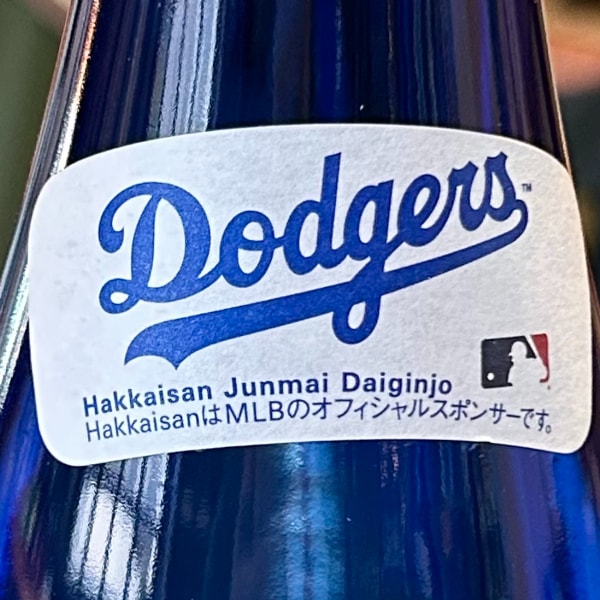 Dodgers™
Hakkaisan Junmai Daiginjo
HakkaisanはMLBのオフィシャルスポンサーです。